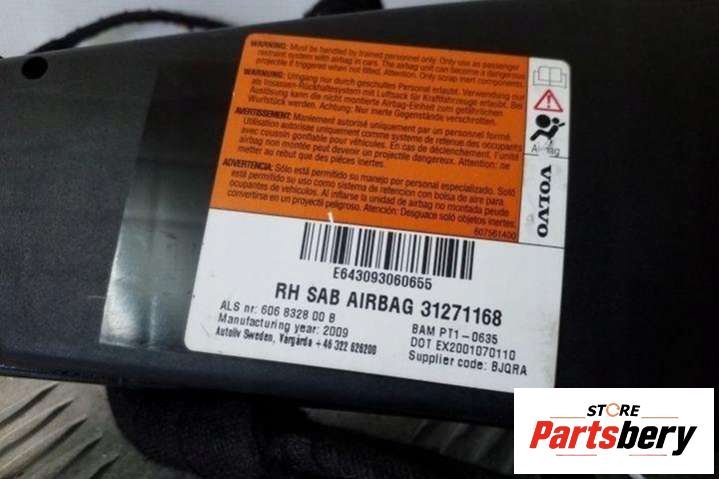 WARNING: Must be handled by trained personnel only. Only use as passenger
restraint system with airbag in cars. The airbag unit can become a dangerous
projectile if triggered when not fitted. Attention: Only scrap inert components.
WARNUNG: Umgang nur durch geschultes Personal erlaubt. Verwendung nur
als Insassen-Rückhaltesystem mit Luftsack für Kraftfahrzeuge erlaubt. Bei
Auslösung kann die nicht montierte Airbag-Einheit zum gefährlichen
Wurfstück werden. Achtung: Nur inerte Gegenstände verschrotten.
AVERTISSEMENT: Maniement autorisé uniquement par un personnel formé.
Utilisation autorisée uniquement comme système de retenue des occupants
avec coussin gonflable pour véhicules. En cas de déclenchement, l'unité
airbag non montée peut devenir un projectile dangereux. Attention: ne
mettre au rebut que des pièces inertes.
ADVERTENCIA: Sólo está permitido su manejo por personal especializado. Solo
está permitido su uso como sistema de retención con bolsa de aire para
ocupantes de vehículos. Al inflarse la unidad de airbag no montada peude
convertirse en un projectil peligroso. Atención: Desguace solo objetos inertes.
607561400
Airbag
VOLVO
E643093060655
RH SAB AIRBAG 31271168
ALS nr: 606 8328 00 B
BAM PT1-0635
Manufacturing year: 2009
DOT EX2001070110
Autoliv Sweden, Vårgårda +46 322 626200
Supplier code: BJQRA
STORE
Partsbery